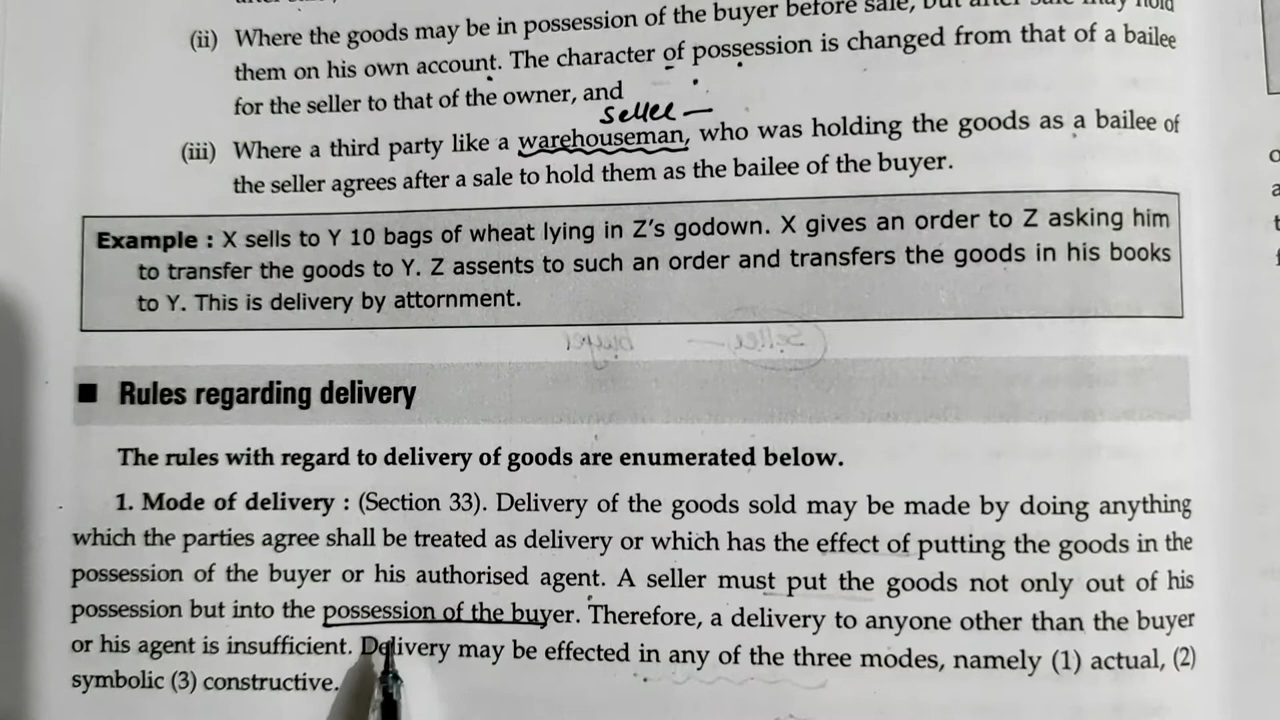 (ii) Where the goods may be in possession of the buyer before sale, but after sale may hold
them on his own account. The character of possession is changed from that of a bailee
for the seller to that of the owner, and
seller —
(iii) Where a third party like a warehouseman, who was holding the goods as a bailee of
the seller agrees after a sale to hold them as the bailee of the buyer.
Example : X sells to Y 10 bags of wheat lying in Z's godown. X gives an order to Z asking him
to transfer the goods to Y. Z assents to such an order and transfers the goods in his books
to Y. This is delivery by attornment.
■ Rules regarding delivery
The rules with regard to delivery of goods are enumerated below.
1. Mode of delivery : (Section 33). Delivery of the goods sold may be made by doing anything
which the parties agree shall be treated as delivery or which has the effect of putting the goods in the
possession of the buyer or his authorised agent. A seller must put the goods not only out of his
possession but into the possession of the buyer. Therefore, a delivery to anyone other than the buyer
or his agent is insufficient. Delivery may be effected in any of the three modes, namely (1) actual, (2)
symbolic (3) constructive.